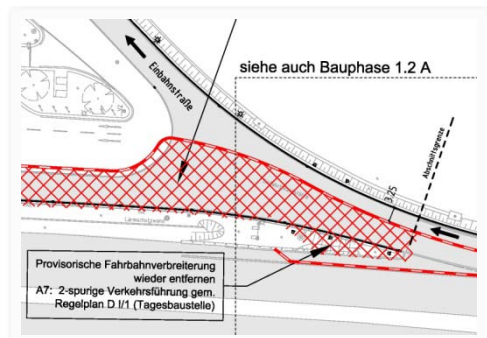 siehe auch Bauphase 1.2 A
Einbahnstraße
Abschnittsgrenze
3.25
Lärmschutzwand
Provisorische Fahrbahnverbreiterung
wieder entfernen
A7: 2-spurige Verkehrsführung gem.
Regelplan D I/1 (Tagesbaustelle)